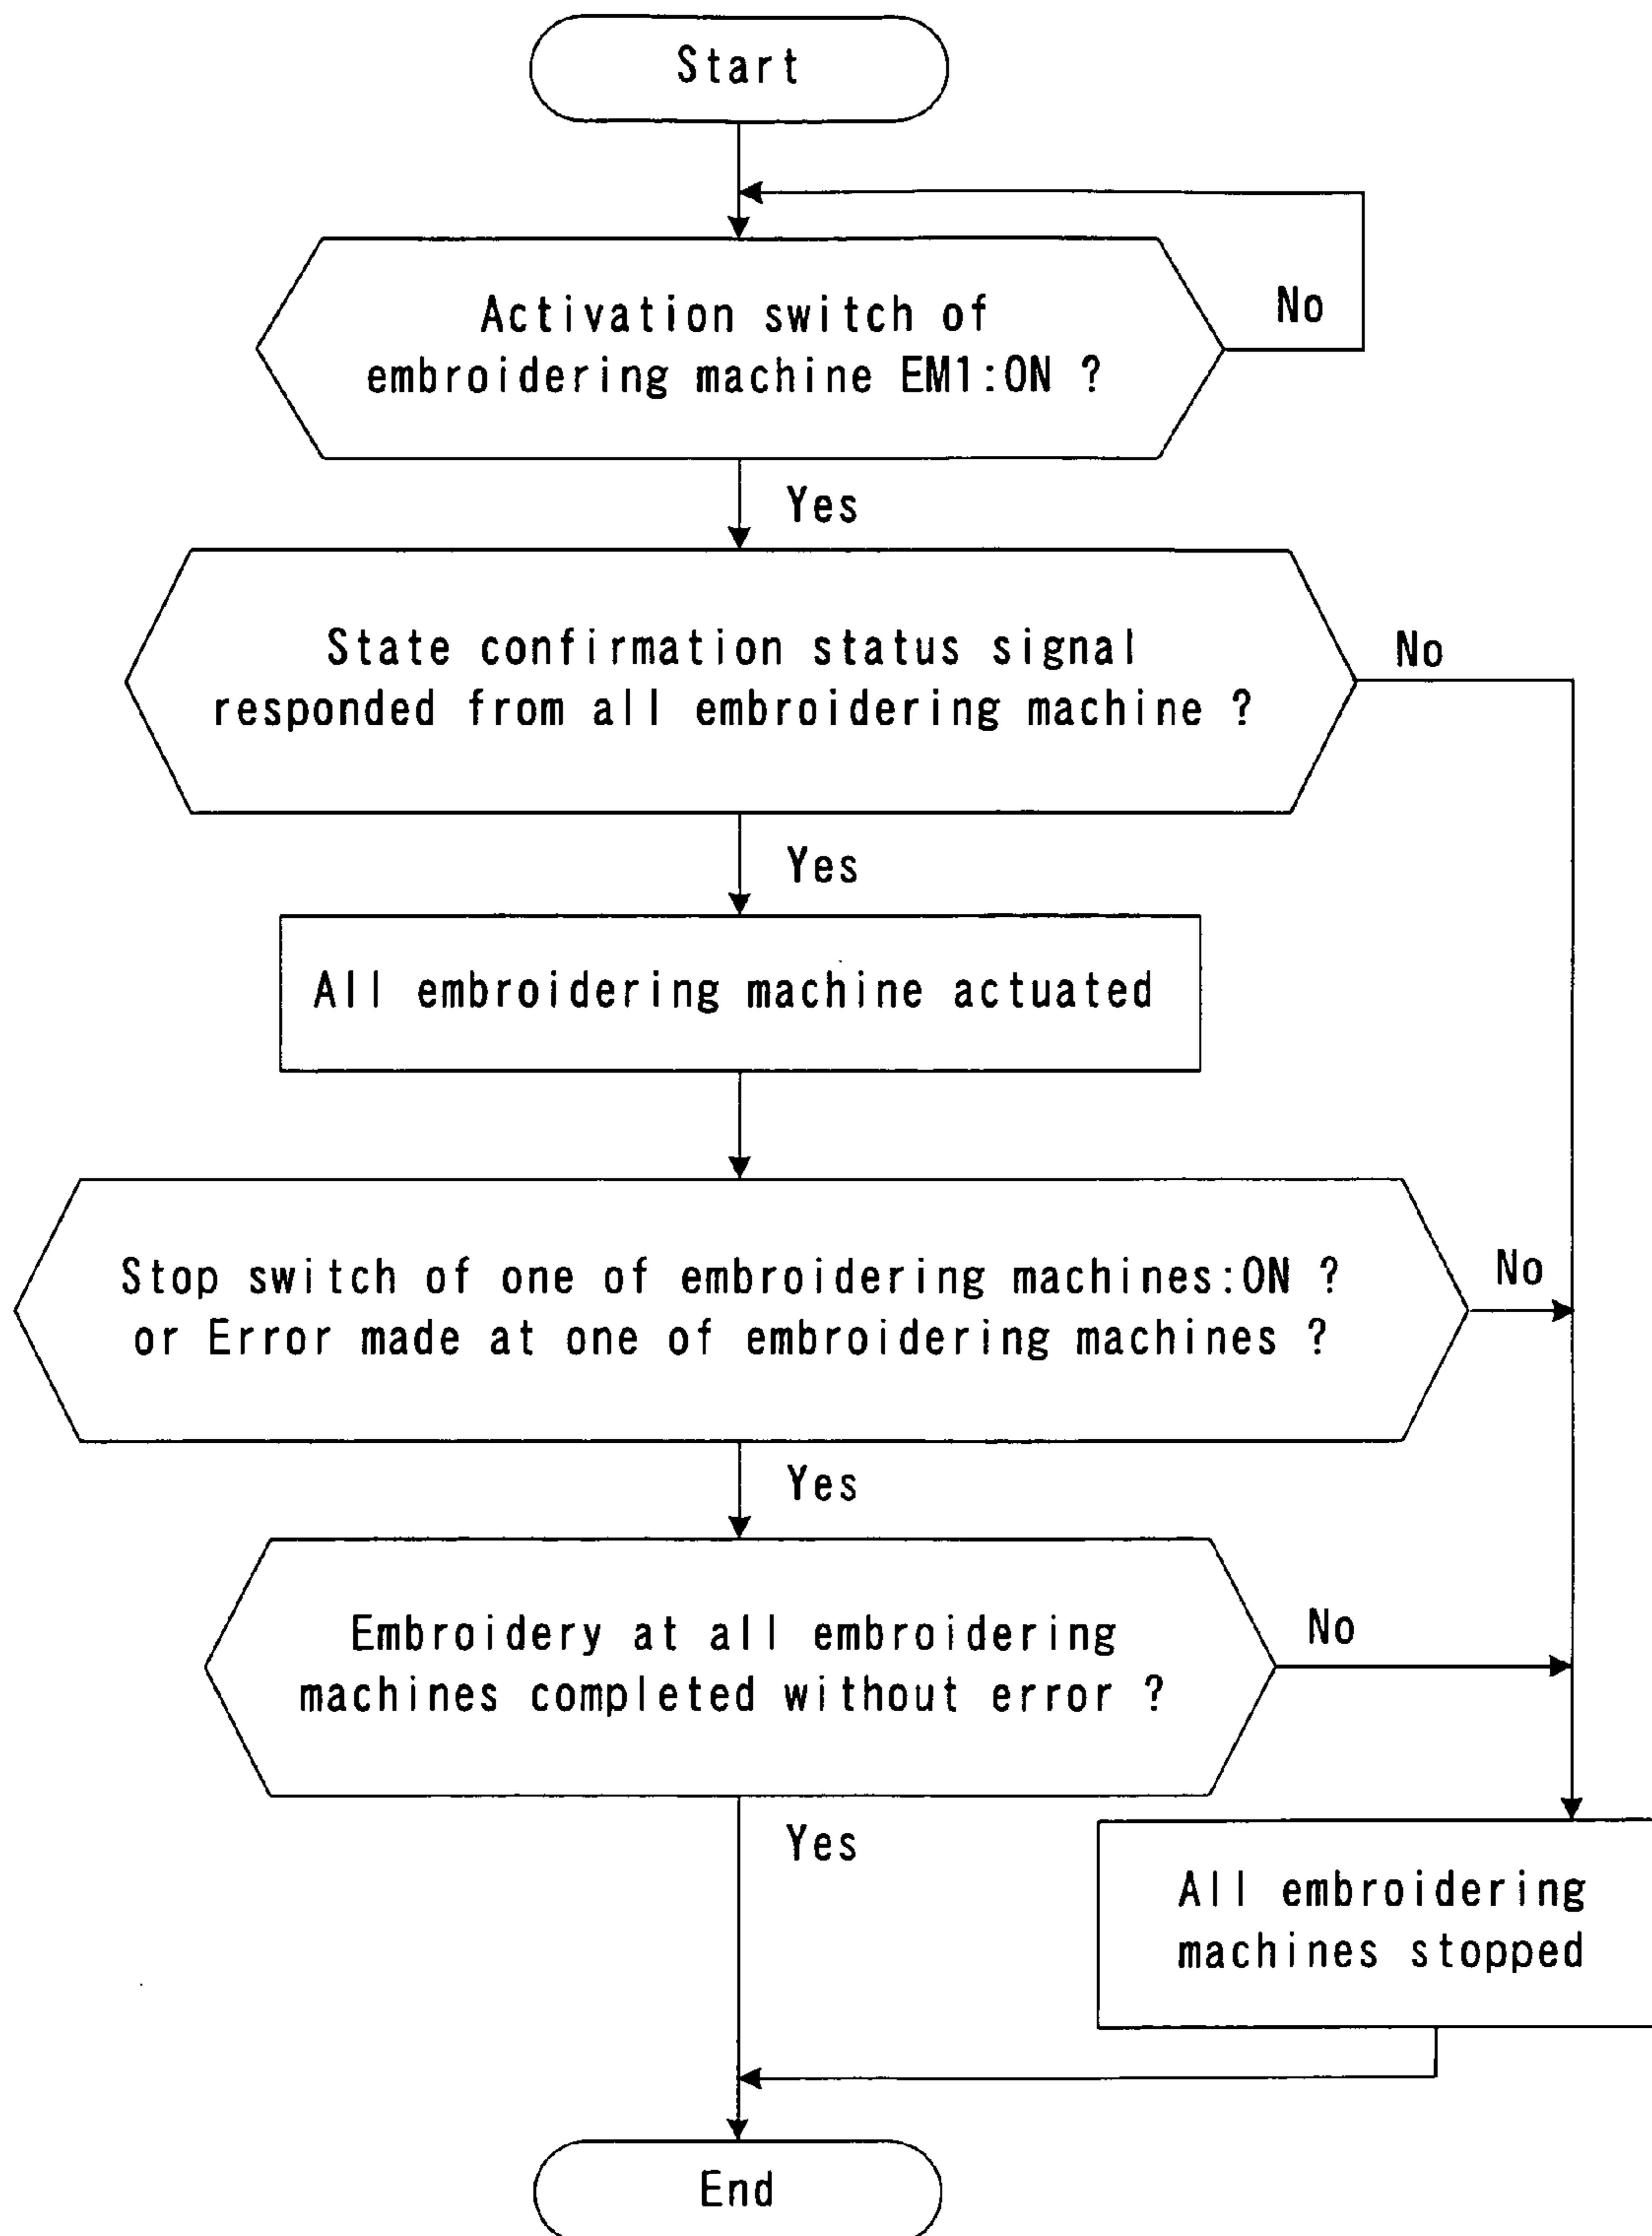 Start
Activation switch of
embroidering machine EM1:ON ?
No
Yes
State confirmation status signal
responded from all embroidering machine ?
No
Yes
All embroidering machine actuated
Stop switch of one of embroidering machines:ON ?
or Error made at one of embroidering machines ?
No
Yes
Embroidery at all embroidering
machines completed without error ?
No
Yes
All embroidering
machines stopped
End